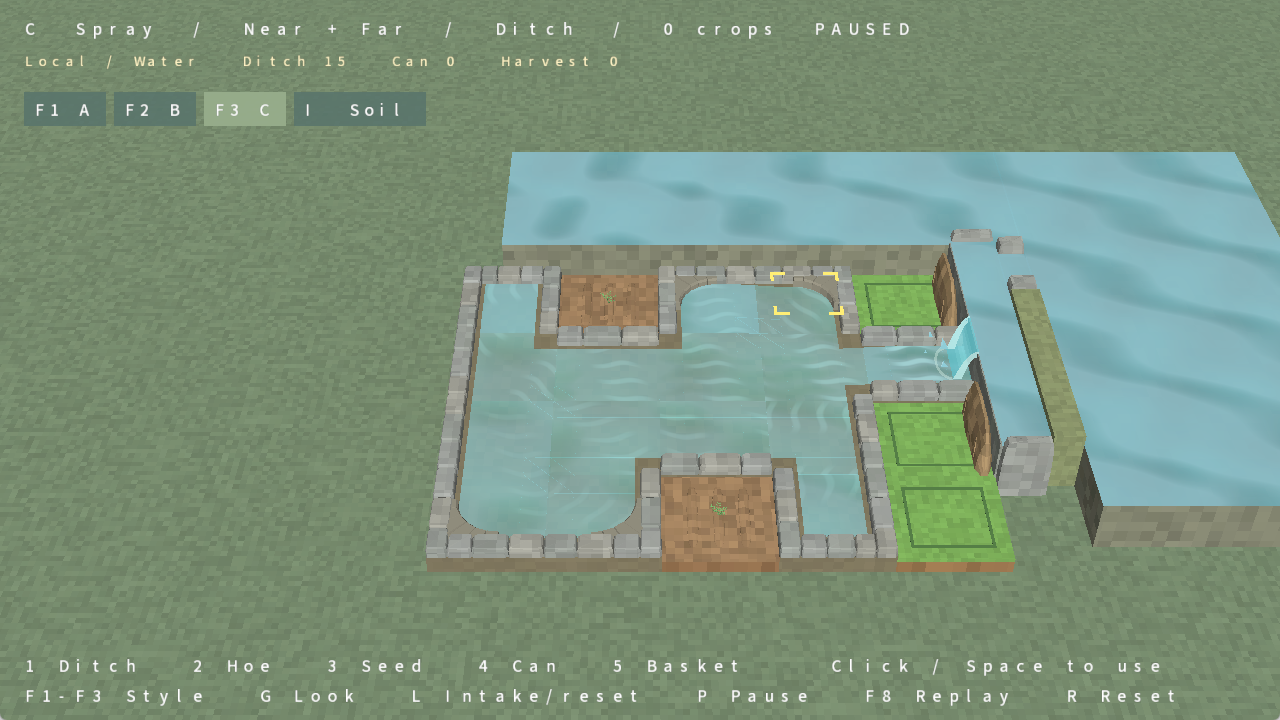 C Spray / Near + Far / Ditch / 0 crops PAUSED
Local / Water Ditch 15 Can 0 Harvest 0
F1 A F2 B F3 C I Soil
1 Ditch 2 Hoe 3 Seed 4 Can 5 Basket Click / Space to use
F1-F3 Style G Look L Intake/reset P Pause F8 Replay R Reset